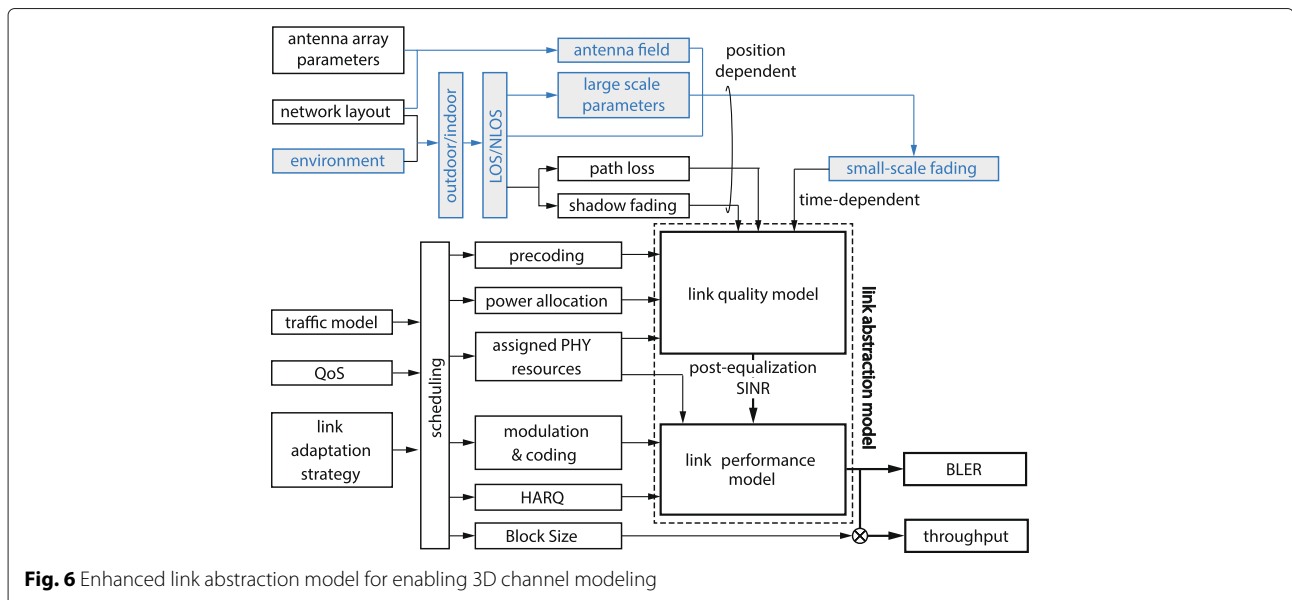 antenna array
parameters
network layout
environment
outdoor/indoor
LOS/NLOS
antenna field
large scale
parameters
position
dependent
path loss
shadow fading
small-scale fading
time-dependent
traffic model
QoS
link
adaptation
strategy
scheduling
precoding
power allocation
assigned PHY
resources
modulation
& coding
HARQ
Block Size
link quality model
post-equalization
SINR
link performance
model
link abstraction model
BLER
throughput
Fig. 6 Enhanced link abstraction model for enabling 3D channel modeling